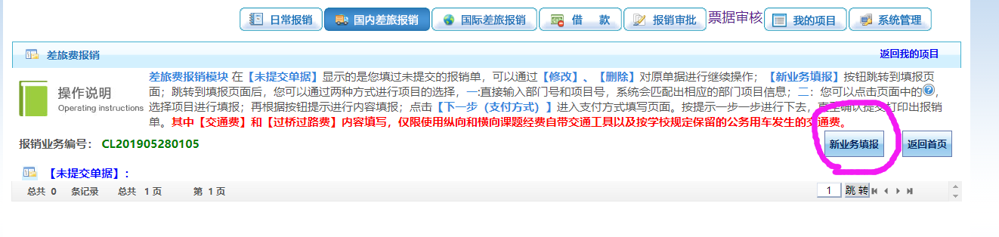 日常报销 国内差旅报销 国际差旅报销 借 款 报销审批 票据审核 我的项目 系统管理
差旅费报销 返回我的项目
操作说明
Operating instructions
差旅费报销模块 在【未提交单据】显示的是您填过未提交的报销单，可以通过【修改】、【删除】对原单据进行继续操作；【新业务填报】按钮跳转到填报页
面；跳转到填报页面后，您可以通过两种方式进行项目的选择，一:直接输入部门号和项目号，系统会匹配出相应的部门项目信息；二：您可以点击页面中的?，
选择项目进行填报；再根据按钮提示进行内容填报；点击【下一步（支付方式）】进入支付方式填写页面。按提示一步一步进行下去，直至确认提交打印出报销
单。其中【交通费】和【过桥过路费】内容填写，仅限使用纵向和横向课题经费自带交通工具以及按学校规定保留的公务用车发生的交通费。
报销业务编号： CL201905280105 新业务填报 返回首页
【未提交单据】：
总共 0 条记录 总共 1 页 第 1 页 1 跳 转